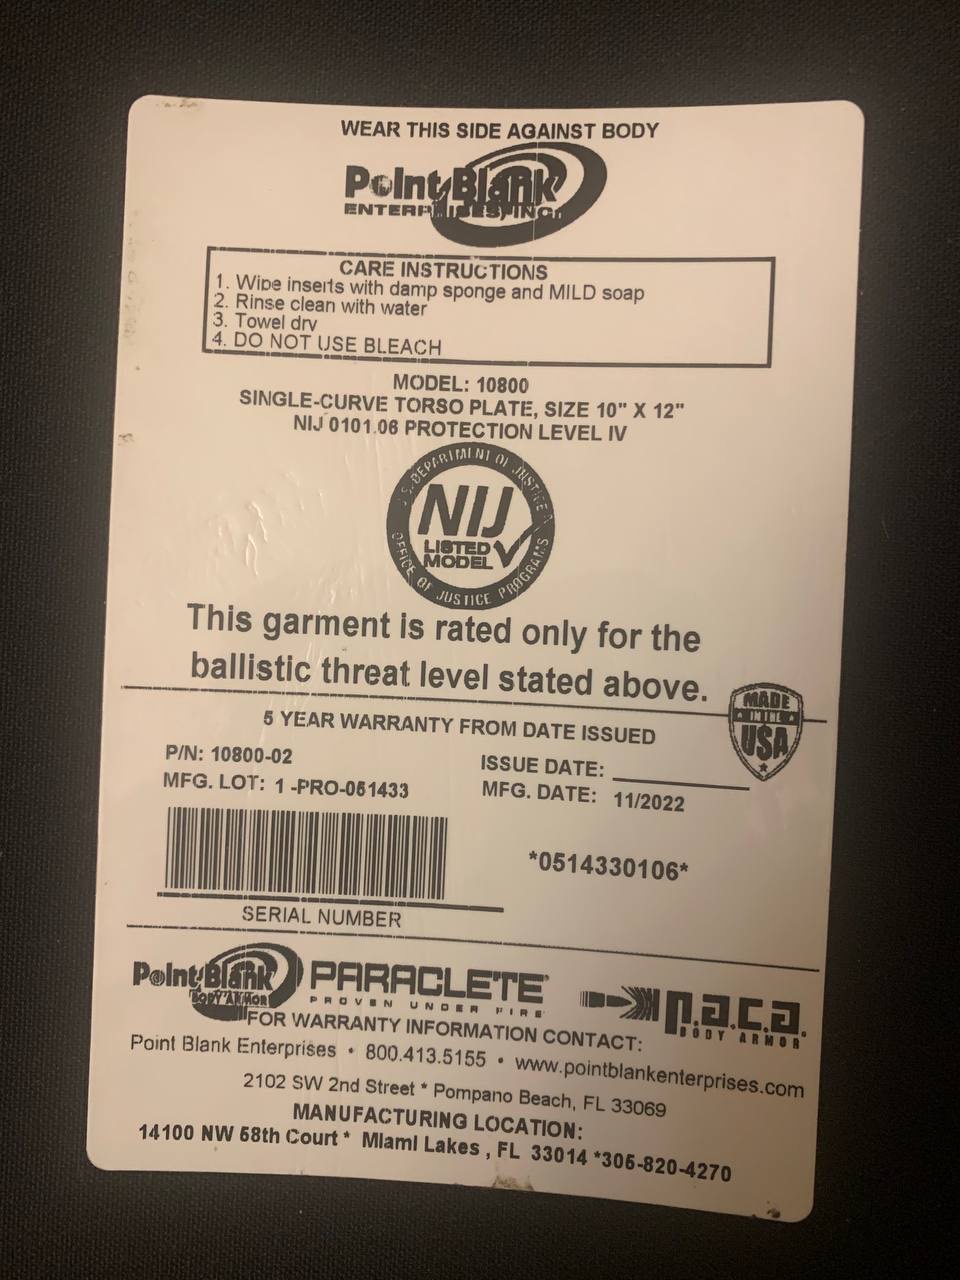 WEAR THIS SIDE AGAINST BODY
Point Blank
ENTERPRISES, INC.
CARE INSTRUCTIONS
1. Wipe inserts with damp sponge and MILD soap
2. Rinse clean with water
3. Towel dry
4. DO NOT USE BLEACH
MODEL: 10800
SINGLE-CURVE TORSO PLATE, SIZE 10" X 12"
NIJ 0101.06 PROTECTION LEVEL IV
U.S. DEPARTMENT OF JUSTICE
NIJ
LISTED
MODEL
OFFICE OF JUSTICE PROGRAMS
This garment is rated only for the
ballistic threat level stated above.
MADE
IN THE
USA
5 YEAR WARRANTY FROM DATE ISSUED
P/N: 10800-02
ISSUE DATE:
MFG. LOT: 1 -PRO-051433
MFG. DATE: 11/2022
*0514330106*
SERIAL NUMBER
Point Blank
BODY ARMOR
PARACLETE
PROVEN UNDER FIRE
p.a.c.a.
BODY ARMOR
FOR WARRANTY INFORMATION CONTACT:
Point Blank Enterprises • 800.413.5155 • www.pointblankenterprises.com
2102 SW 2nd Street * Pompano Beach, FL 33069
MANUFACTURING LOCATION:
14100 NW 58th Court * Miami Lakes , FL 33014 *305-820-4270